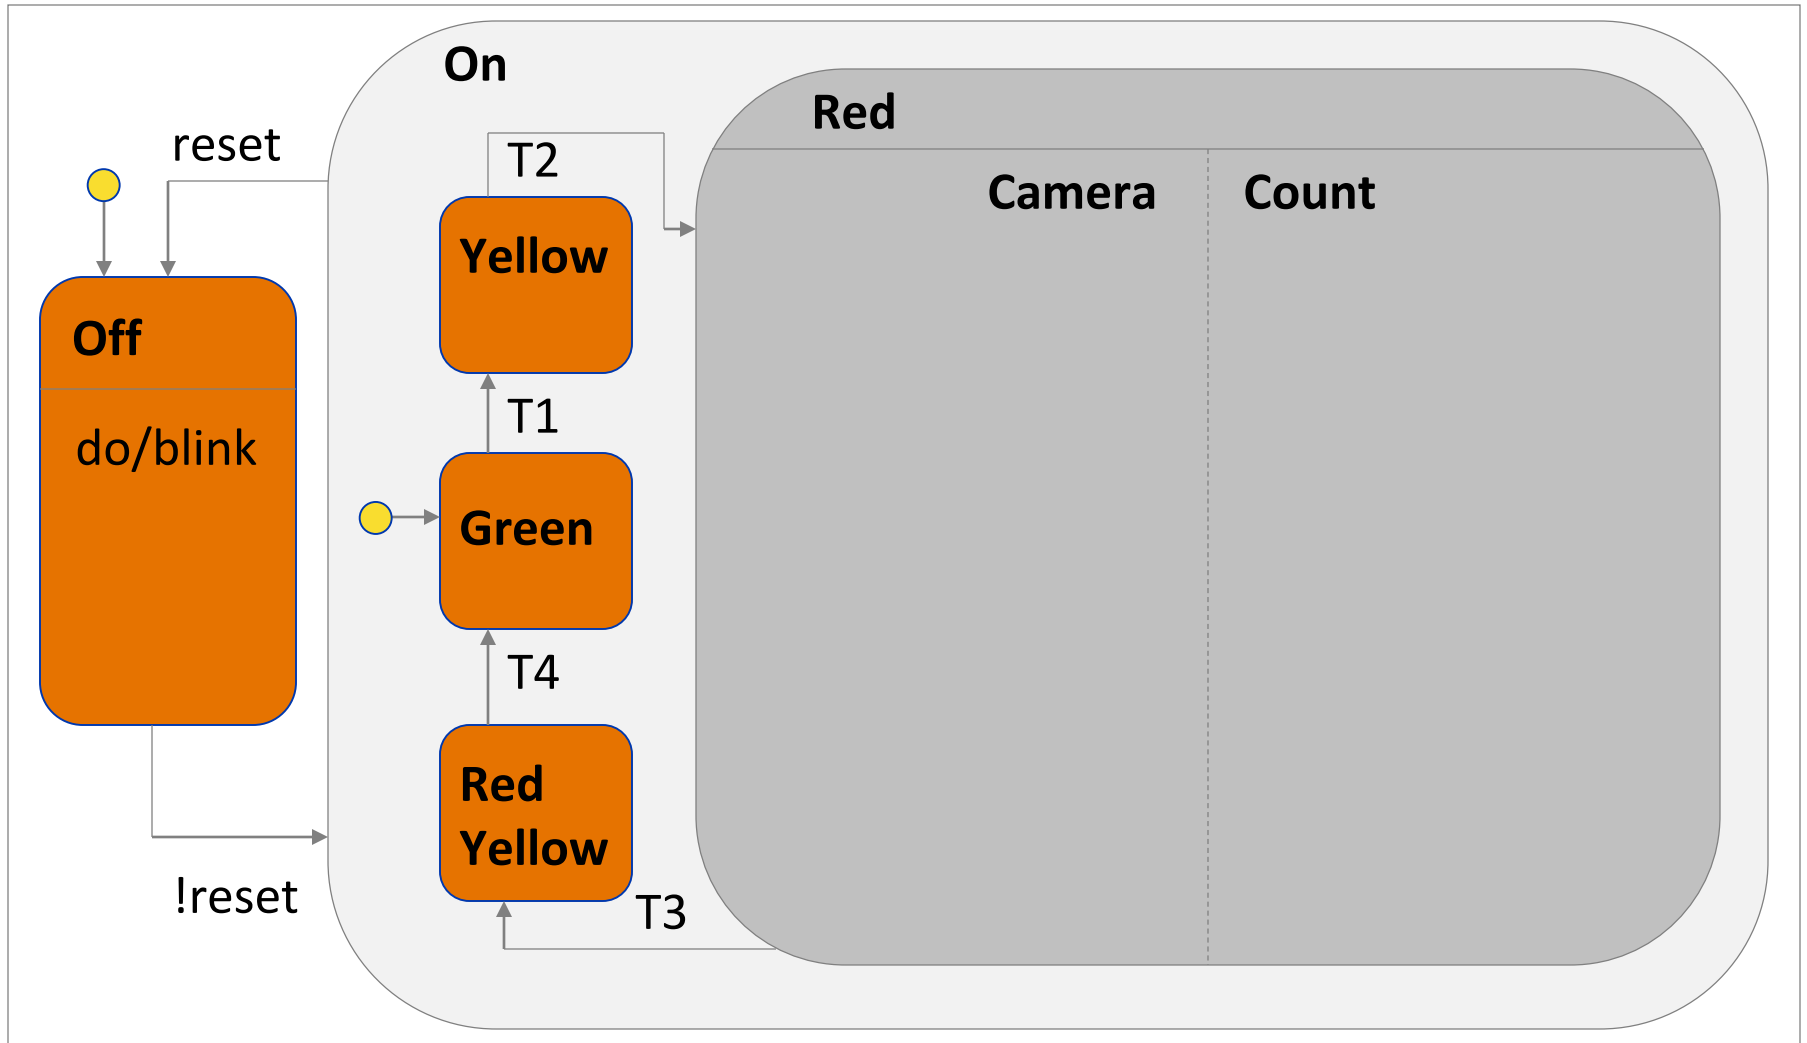 On
Red
reset
T2
Camera
Count
Yellow
Off
T1
do/blink
Green
T4
Red
Yellow
!reset
T3